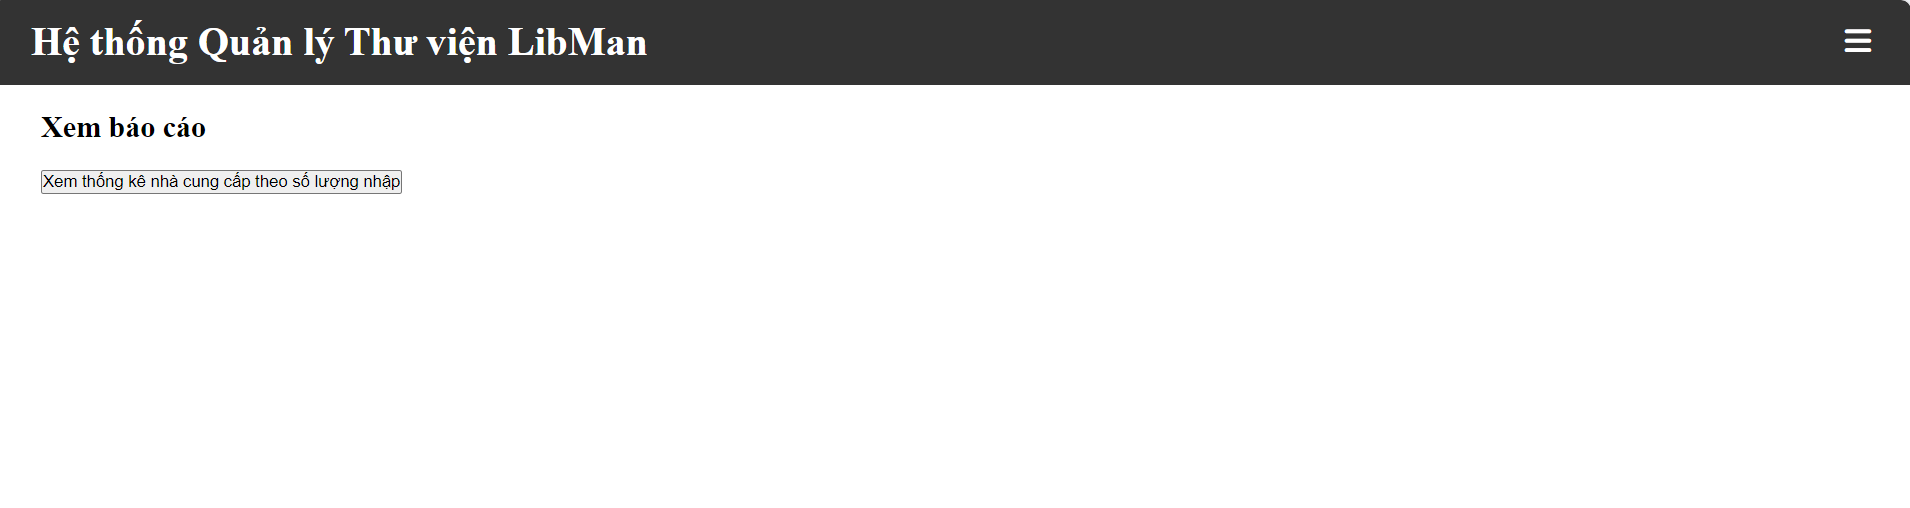 Hệ thống Quản lý Thư viện LibMan
Xem báo cáo
Xem thống kê nhà cung cấp theo số lượng nhập